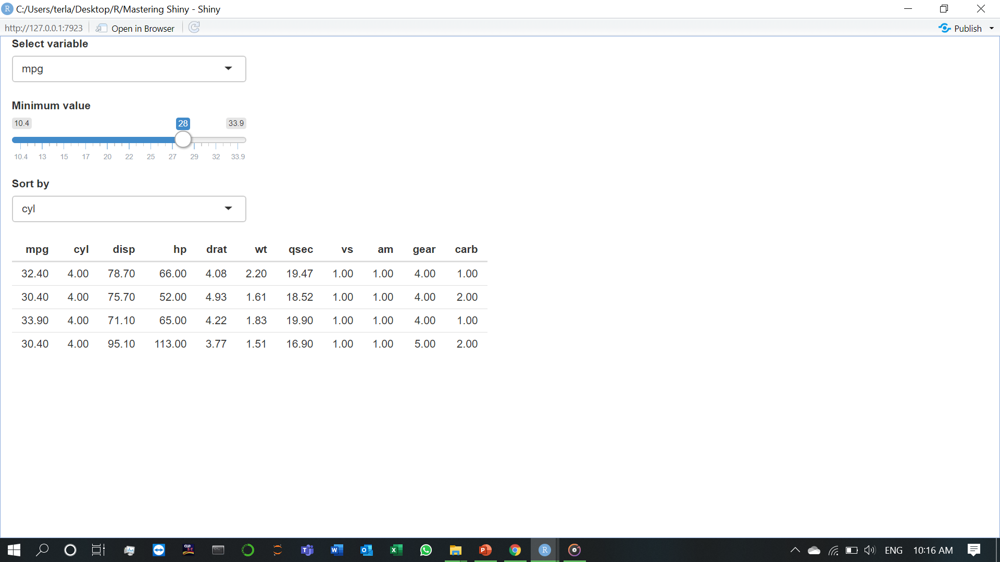 C:/Users/terla/Desktop/R/Mastering Shiny - Shiny
http://127.0.0.1:7923 Open in Browser Publish
Select variable
mpg
Minimum value
10.4 28 33.9
10.4 13 15 17 20 22 25 27 29 32 33.9
Sort by
cyl
mpg cyl disp hp drat wt qsec vs am gear carb
32.40 4.00 78.70 66.00 4.08 2.20 19.47 1.00 1.00 4.00 1.00
30.40 4.00 75.70 52.00 4.93 1.61 18.52 1.00 1.00 4.00 2.00
33.90 4.00 71.10 65.00 4.22 1.83 19.90 1.00 1.00 4.00 1.00
30.40 4.00 95.10 113.00 3.77 1.51 16.90 1.00 1.00 5.00 2.00
ENG 10:16 AM